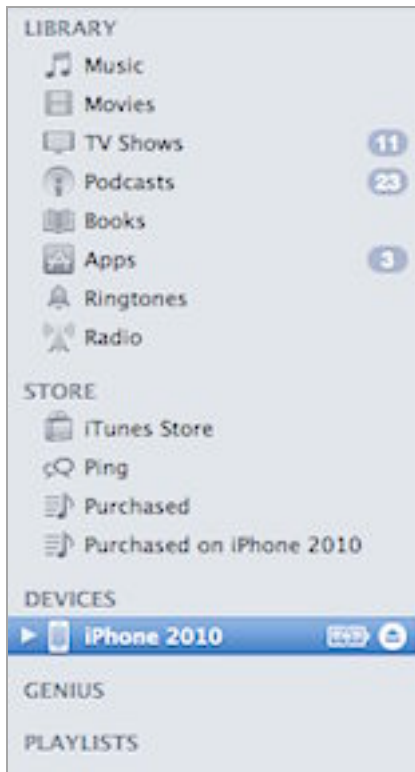 LIBRARY
Music
Movies
TV Shows 11
Podcasts 23
Books
Apps 3
Ringtones
Radio
STORE
iTunes Store
Ping
Purchased
Purchased on iPhone 2010
DEVICES
iPhone 2010
GENIUS
PLAYLISTS